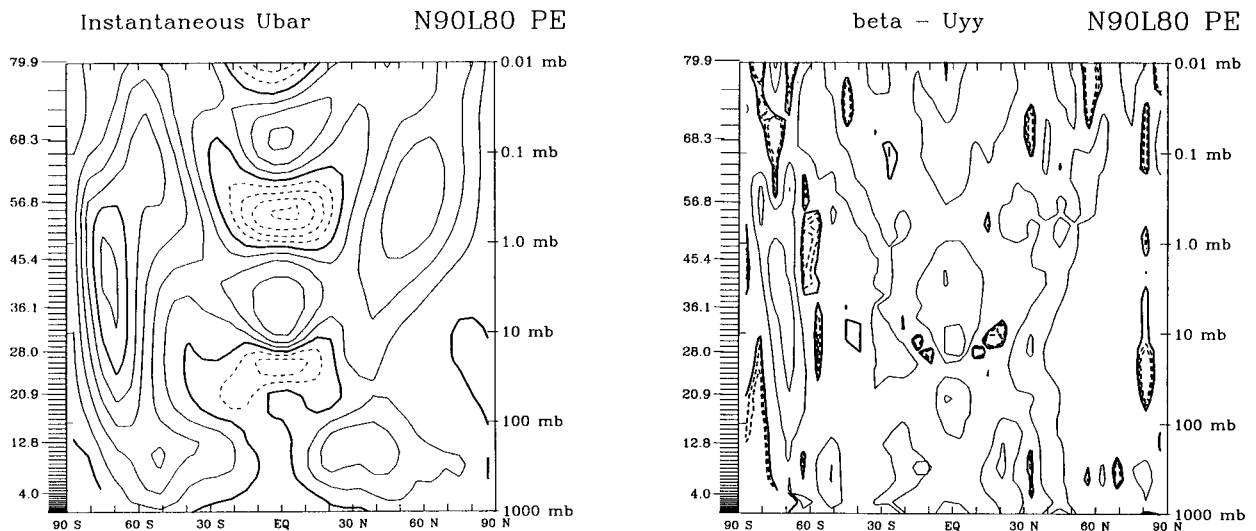 Instantaneous Ubar N90L80 PE
79.9 0.01 mb
68.3 0.1 mb
56.8
45.4 1.0 mb
36.1 10 mb
28.0
20.9 100 mb
12.8
4.0 1000 mb
90 S 60 S 30 S EQ 30 N 60 N 90 N
beta - Uyy N90L80 PE
79.9 0.01 mb
68.3 0.1 mb
56.8
45.4 1.0 mb
36.1 10 mb
28.0
20.9 100 mb
12.8
4.0 1000 mb
90 S 60 S 30 S EQ 30 N 60 N 90 N